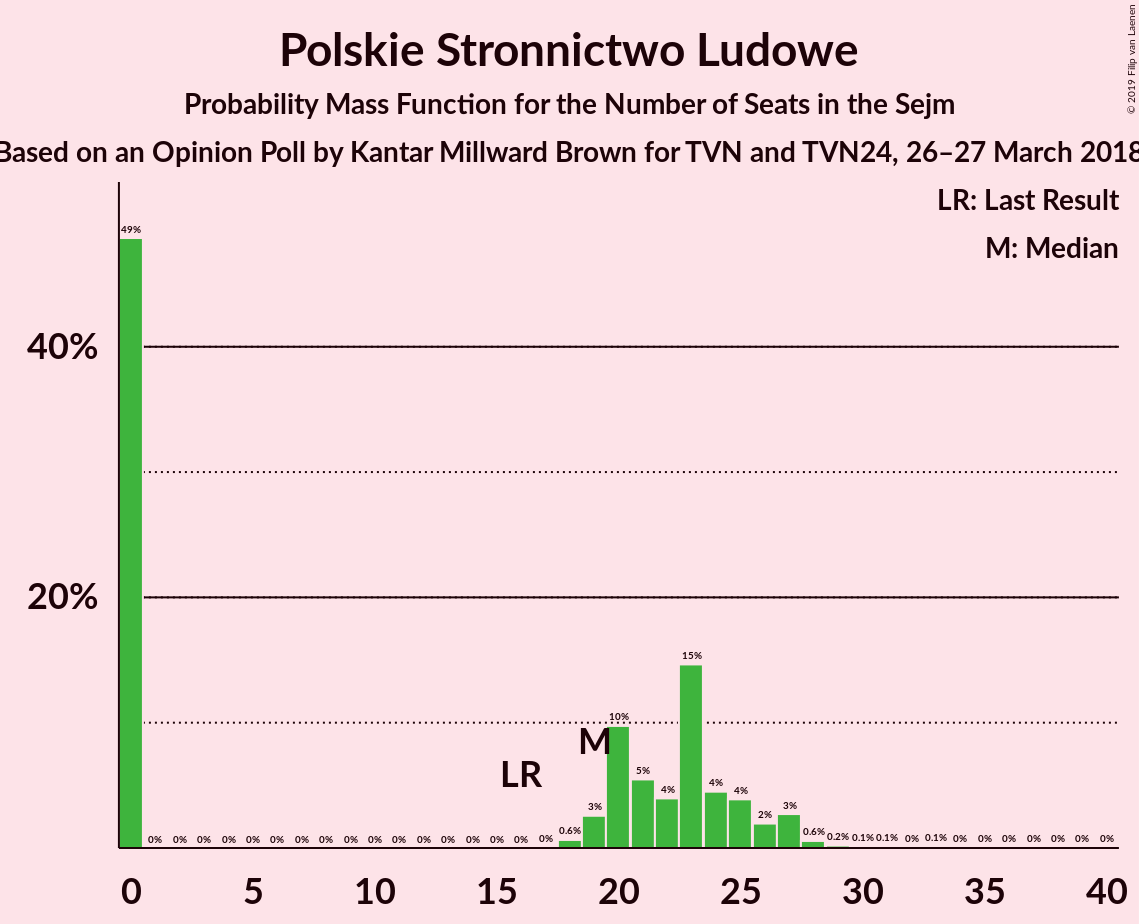 Polskie Stronnictwo Ludowe
Probability Mass Function for the Number of Seats in the Sejm
Based on an Opinion Poll by Kantar Millward Brown for TVN and TVN24, 26–27 March 2018
© 2019 Filip van Laenen
LR: Last Result
M: Median
40%
20%
49%
0% 0% 0% 0% 0% 0% 0% 0% 0% 0% 0% 0% 0% 0% 0% 0% 0% 0.6% 3% 10% 5% 4% 15% 4% 4% 2% 3% 0.6% 0.2% 0.1% 0.1% 0% 0.1% 0% 0% 0% 0% 0% 0% 0%
M
LR
0 5 10 15 20 25 30 35 40